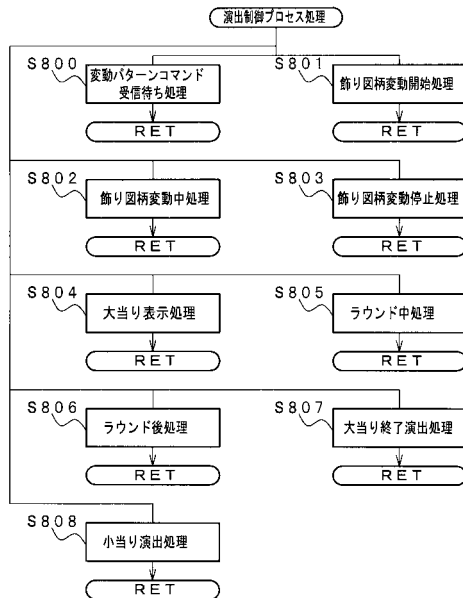 演出制御プロセス処理
S800
変動パターンコマンド
受信待ち処理
RET
S801
飾り図柄変動開始処理
RET
S802
飾り図柄変動中処理
RET
S803
飾り図柄変動停止処理
RET
S804
大当り表示処理
RET
S805
ラウンド中処理
RET
S806
ラウンド後処理
RET
S807
大当り終了演出処理
RET
S808
小当り演出処理
RET